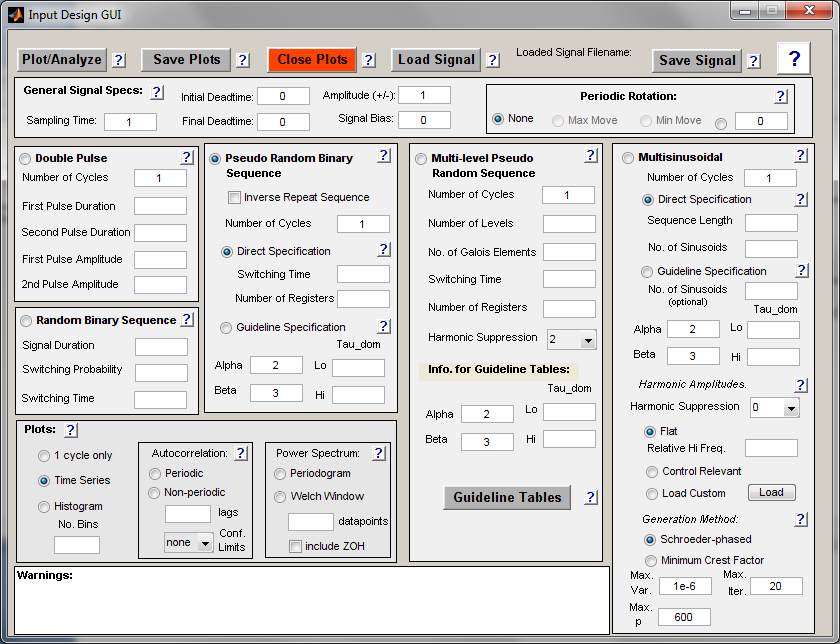 Input Design GUI
Plot/Analyze ? Save Plots ? Close Plots ? Load Signal ? Loaded Signal Filename: Save Signal ? ?
General Signal Specs: ? Initial Deadtime: 0 Amplitude (+/-): 1
Sampling Time: 1 Final Deadtime: 0 Signal Bias: 0
Periodic Rotation: ?
None Max Move Min Move 0
Double Pulse ?
Number of Cycles 1
First Pulse Duration
Second Pulse Duration
First Pulse Amplitude
2nd Pulse Amplitude
Random Binary Sequence ?
Signal Duration
Switching Probability
Switching Time
Pseudo Random Binary ?
Sequence
Inverse Repeat Sequence
Number of Cycles 1
Direct Specification ?
Switching Time
Number of Registers
Guideline Specification ?
Tau_dom
Alpha 2 Lo
Beta 3 Hi
Multi-level Pseudo ?
Random Sequence
Number of Cycles 1
Number of Levels
No. of Galois Elements
Switching Time
Number of Registers
Harmonic Suppression 2
Info. for Guideline Tables:
Tau_dom
Alpha 2 Lo
Beta 3 Hi
Guideline Tables ?
Multisinusoidal ?
Number of Cycles 1
Direct Specification ?
Sequence Length
No. of Sinusoids
Guideline Specification ?
No. of Sinusoids
(optional)
Tau_dom
Alpha 2 Lo
Beta 3 Hi
Harmonic Amplitudes. ?
Harmonic Suppression 0
Flat
Relative Hi Freq.
Control Relevant
Load Custom Load
Generation Method: ?
Schroeder-phased
Minimum Crest Factor
Max. Var. 1e-6 Max. Iter. 20
Max. p 600
Plots: ?
1 cycle only
Time Series
Histogram
No. Bins
Autocorrelation: ?
Periodic
Non-periodic
lags
none Conf. Limits
Power Spectrum: ?
Periodogram
Welch Window
datapoints
include ZOH
Warnings: